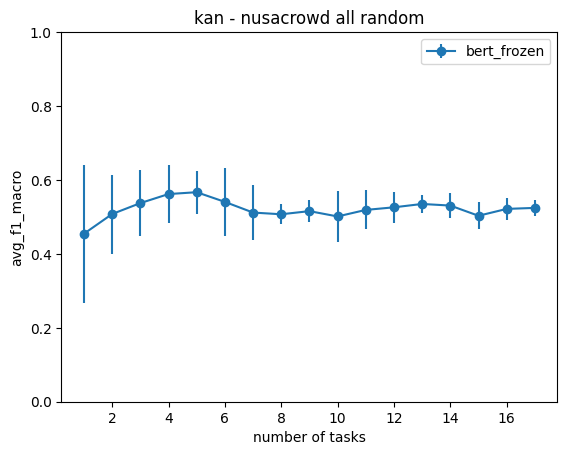 kan - nusacrowd all random
bert_frozen
avg_f1_macro
1.0
0.8
0.6
0.4
0.2
0.0
2 4 6 8 10 12 14 16
number of tasks